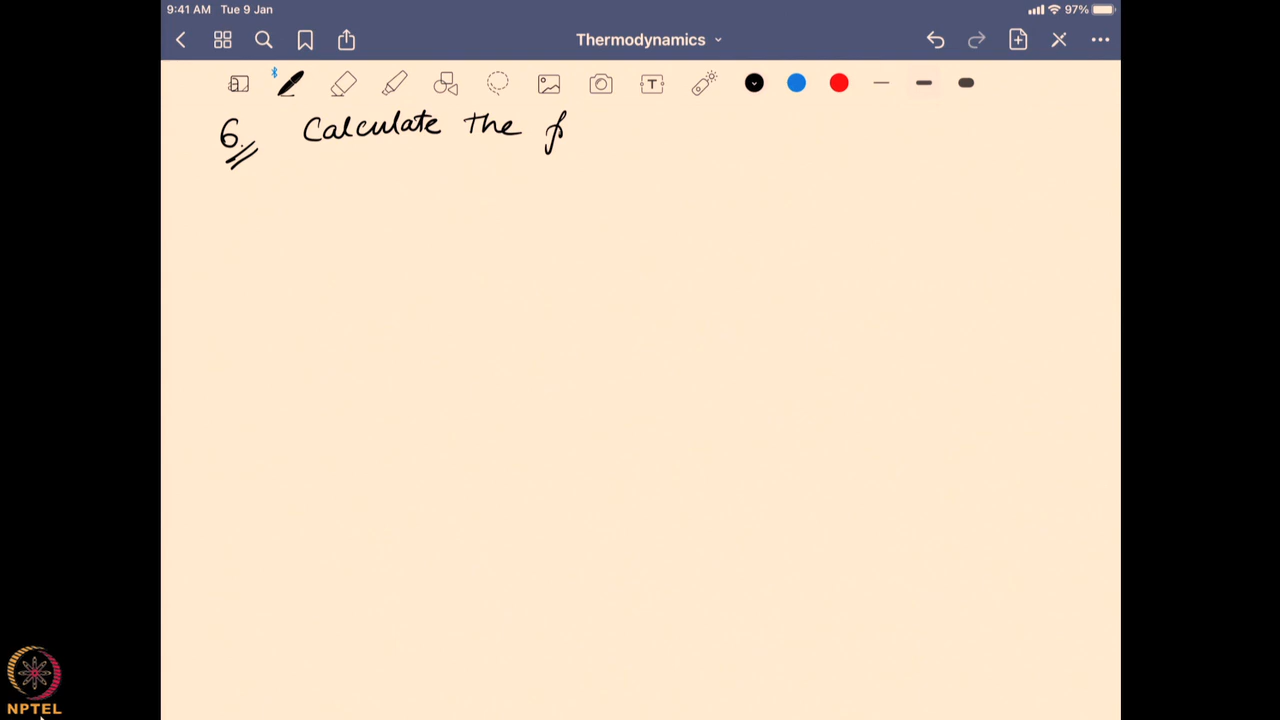 9:41 AM Tue 9 Jan
97%
Thermodynamics
T
6. Calculate the p
NPTEL